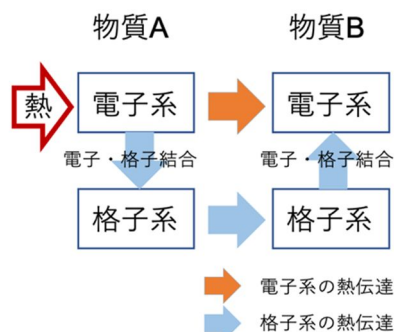 物質A
物質B
熱
電子系
電子系
電子・格子結合
電子・格子結合
格子系
格子系
電子系の熱伝達
格子系の熱伝達